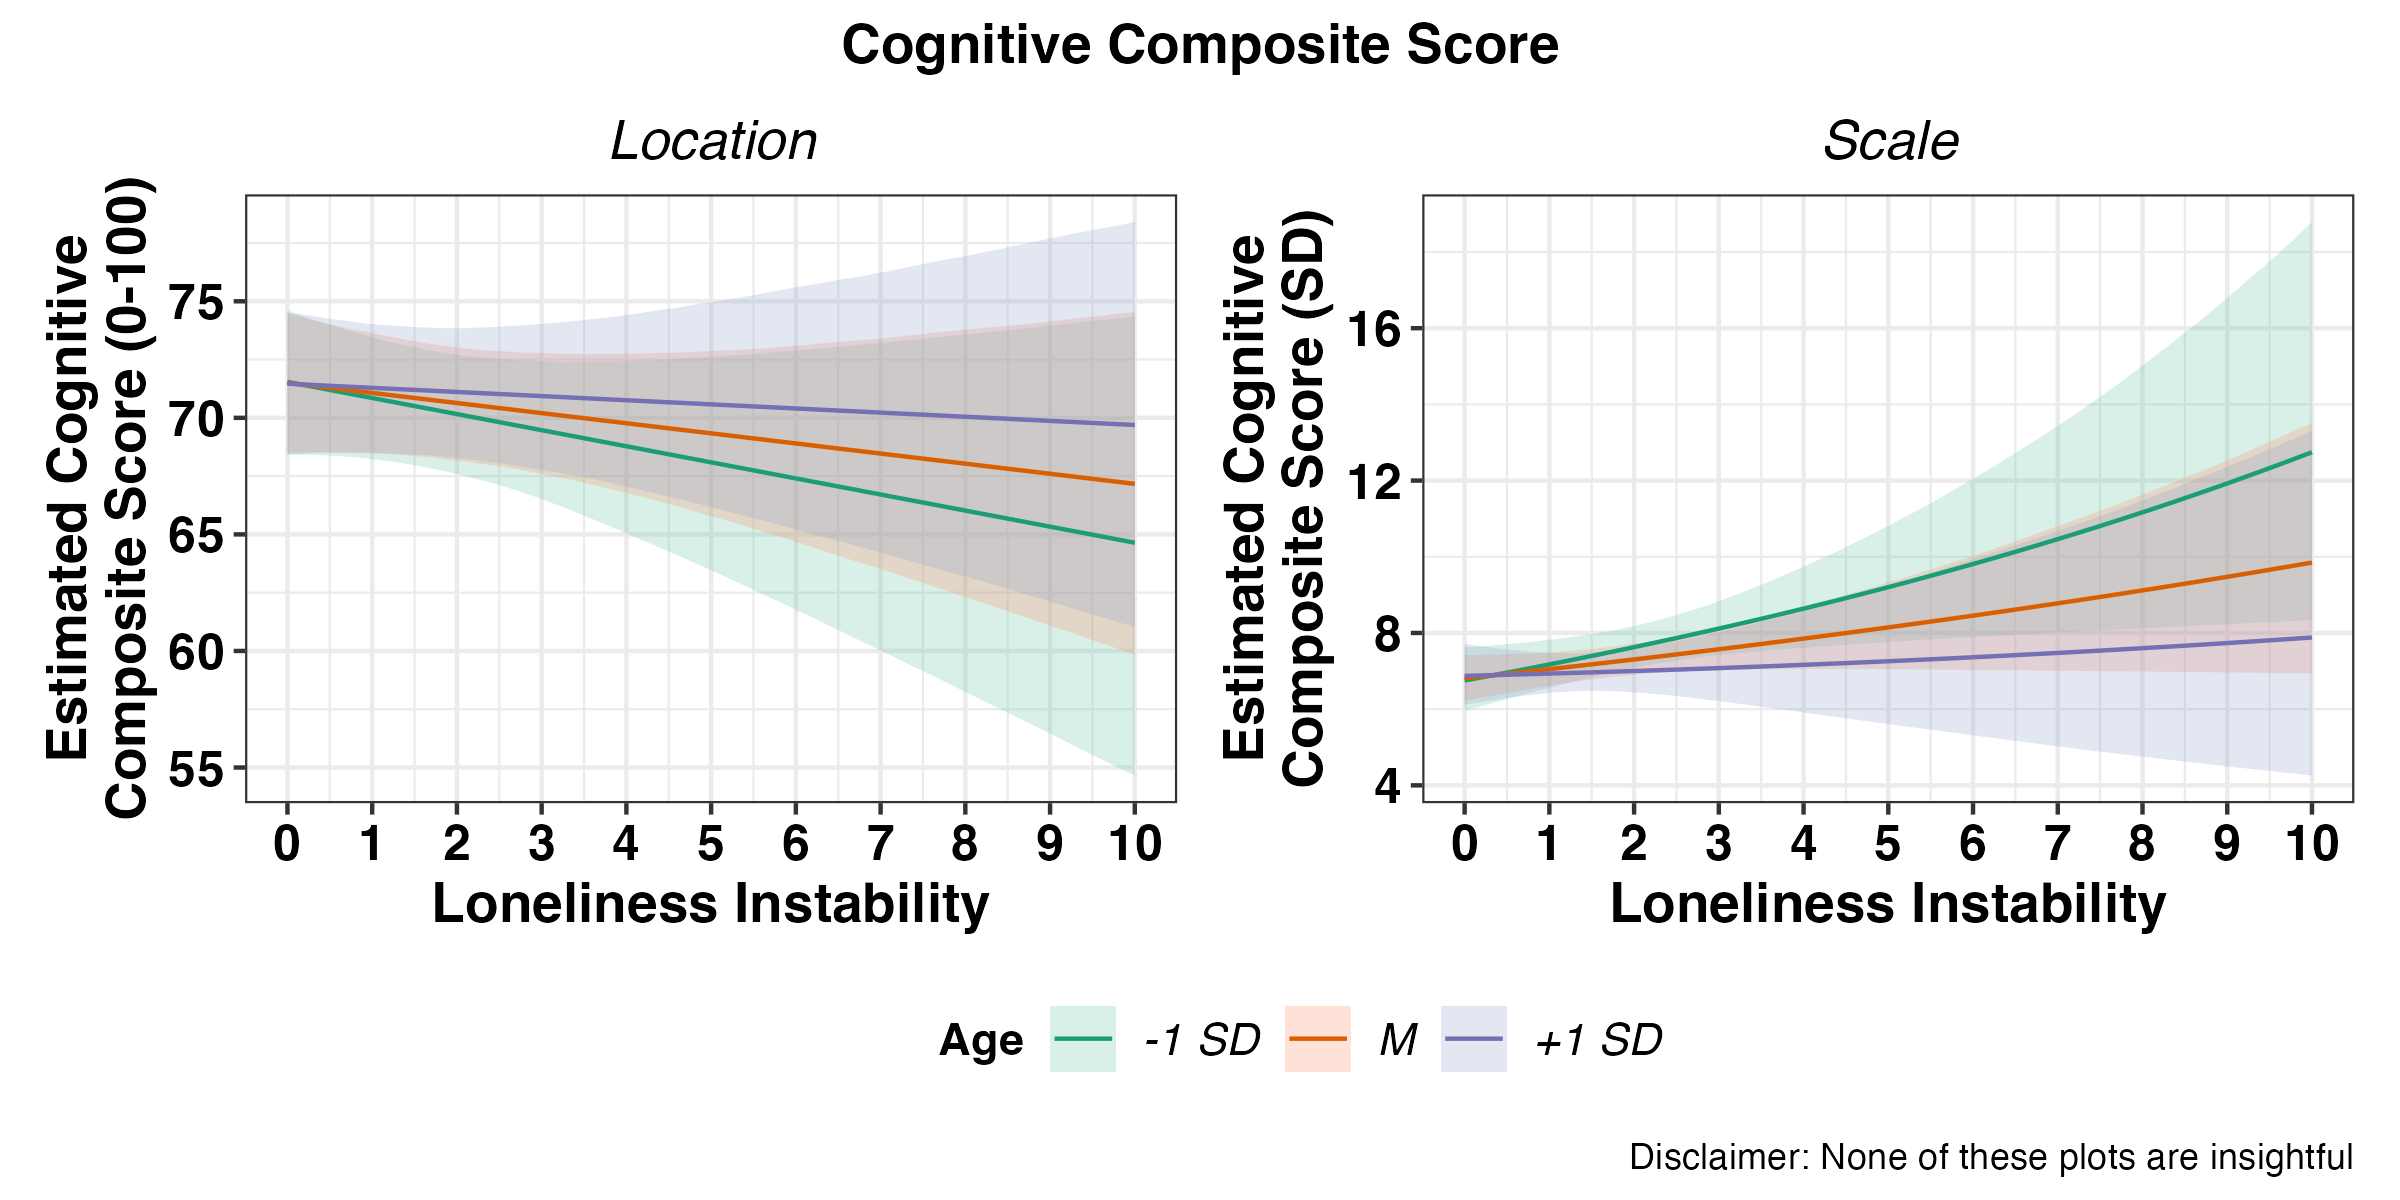 Cognitive Composite Score
Location
Scale
Estimated Cognitive
Composite Score (0-100)
75
70
65
60
55
0 1 2 3 4 5 6 7 8 9 10
Loneliness Instability
Estimated Cognitive
Composite Score (SD)
16
12
8
4
0 1 2 3 4 5 6 7 8 9 10
Loneliness Instability
Age -1 SD M +1 SD
Disclaimer: None of these plots are insightful